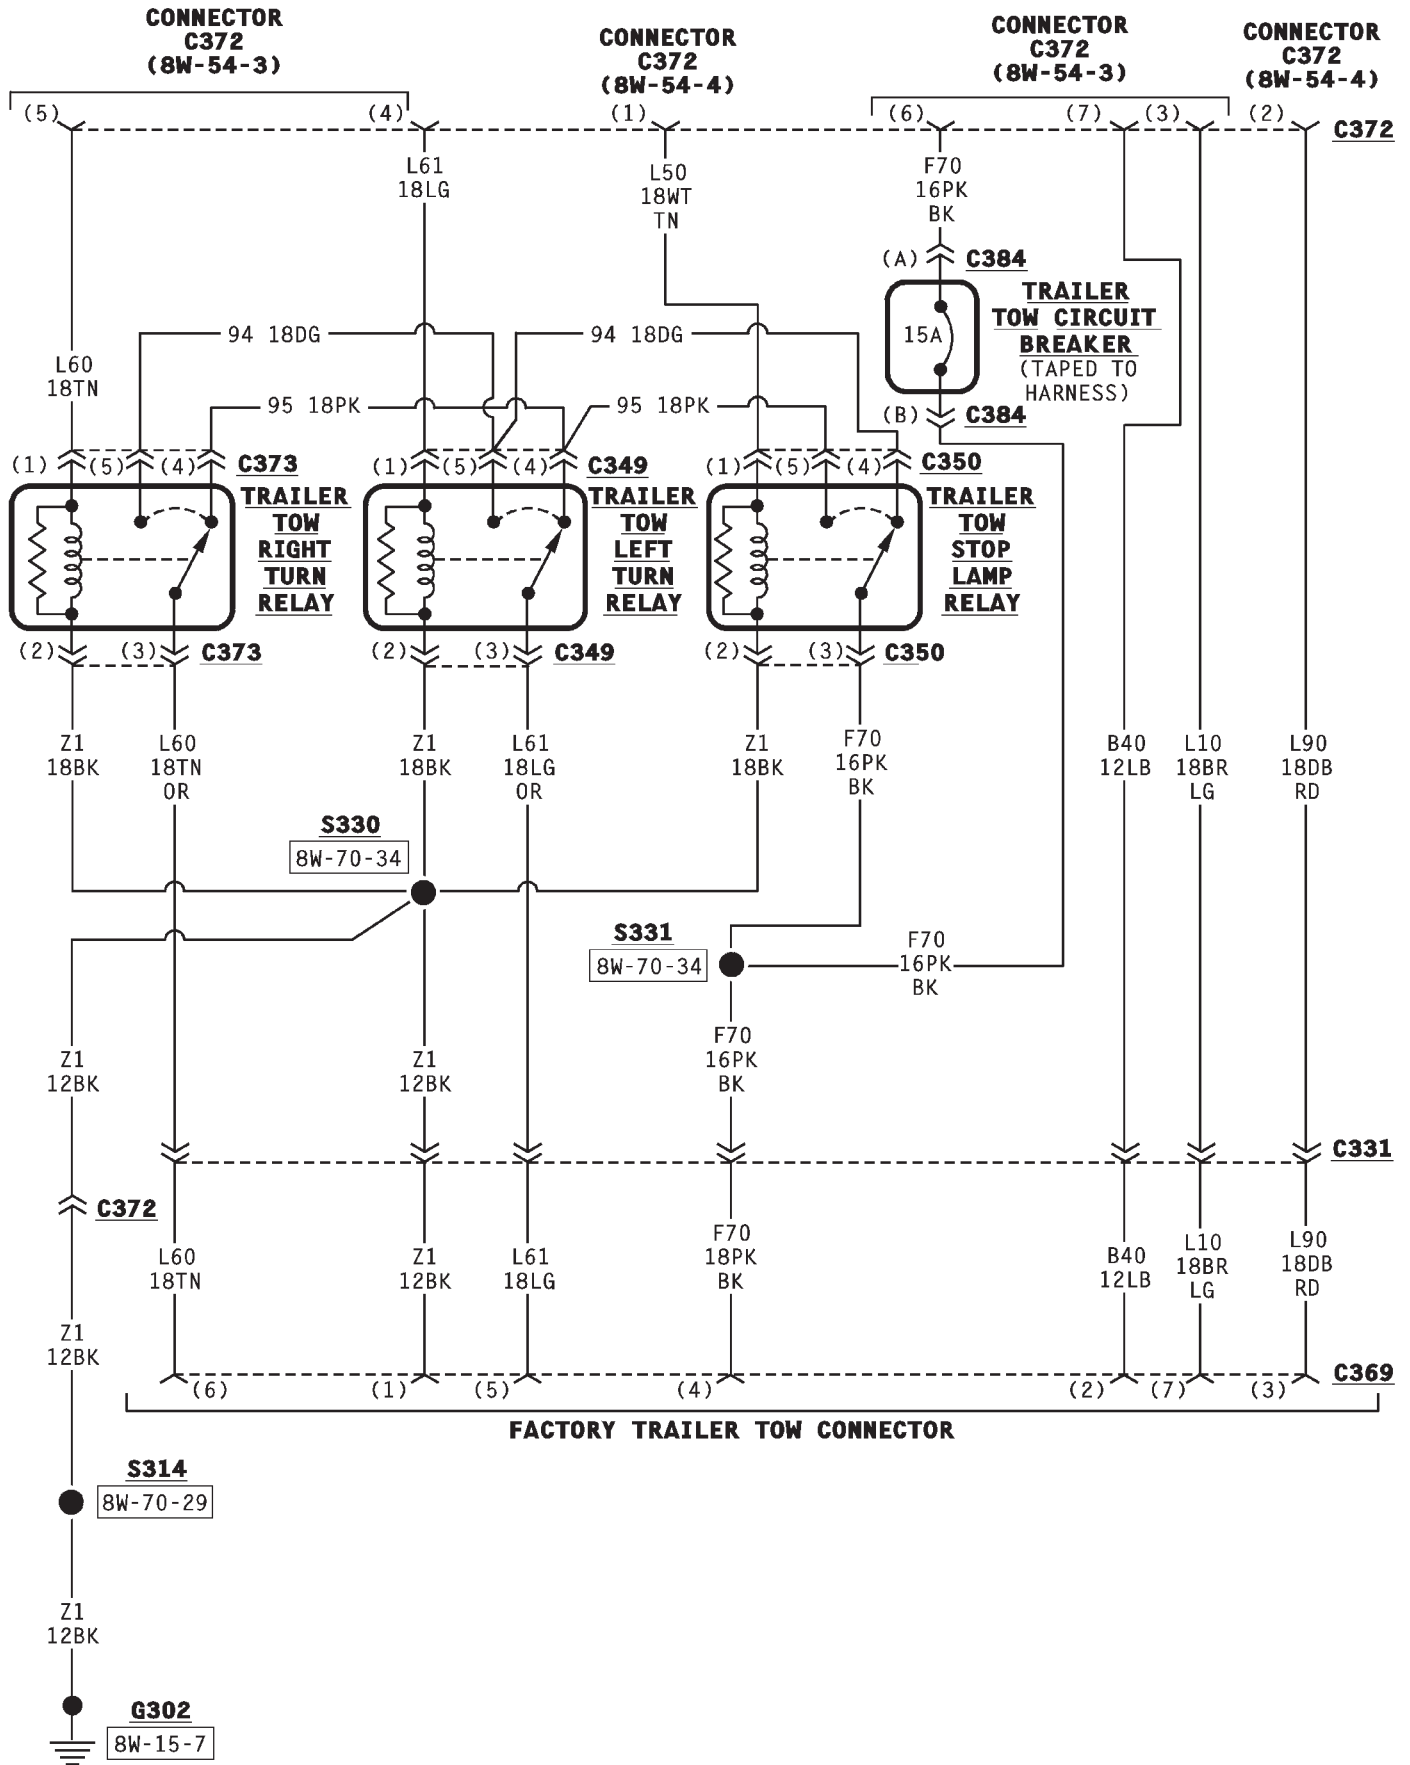 CONNECTOR
C372
(8W-54-3)
CONNECTOR
C372
(8W-54-4)
CONNECTOR
C372
(8W-54-3)
CONNECTOR
C372
(8W-54-4)
(5)
(4)
(1)
(6)
(7)
(3)
(2)
C372
L61
18LG
L50
18WT
TN
F70
16PK
BK
(A)
C384
TRAILER
TOW CIRCUIT
BREAKER
(TAPED TO
HARNESS)
15A
(B)
C384
94 18DG
94 18DG
L60
18TN
95 18PK
95 18PK
(1)
(5)
(4)
C373
(1)
(5)
(4)
C349
(1)
(5)
(4)
C350
TRAILER
TOW
RIGHT
TURN
RELAY
TRAILER
TOW
LEFT
TURN
RELAY
TRAILER
TOW
STOP
LAMP
RELAY
(2)
(3)
C373
(2)
(3)
C349
(2)
(3)
C350
Z1
18BK
L60
18TN
OR
Z1
18BK
L61
18LG
OR
Z1
18BK
F70
16PK
BK
B40
12LB
L10
18BR
LG
L90
18DB
RD
S330
8W-70-34
S331
8W-70-34
F70
16PK
BK
Z1
12BK
Z1
12BK
F70
16PK
BK
C331
C372
L60
18TN
Z1
12BK
L61
18LG
F70
18PK
BK
B40
12LB
L10
18BR
LG
L90
18DB
RD
Z1
12BK
(6)
(1)
(5)
(4)
(2)
(7)
(3)
C369
FACTORY TRAILER TOW CONNECTOR
S314
8W-70-29
Z1
12BK
G302
8W-15-7